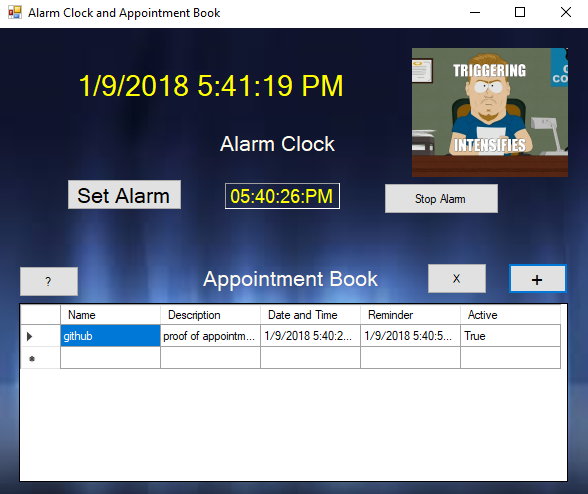 Alarm Clock and Appointment Book
1/9/2018 5:41:19 PM
TRIGGERING
INTENSIFIES
Alarm Clock
Set Alarm
05:40:26:PM
Stop Alarm
?
Appointment Book
X
+
Name Description Date and Time Reminder Active
github proof of appointm... 1/9/2018 5:40:2... 1/9/2018 5:40:5... True